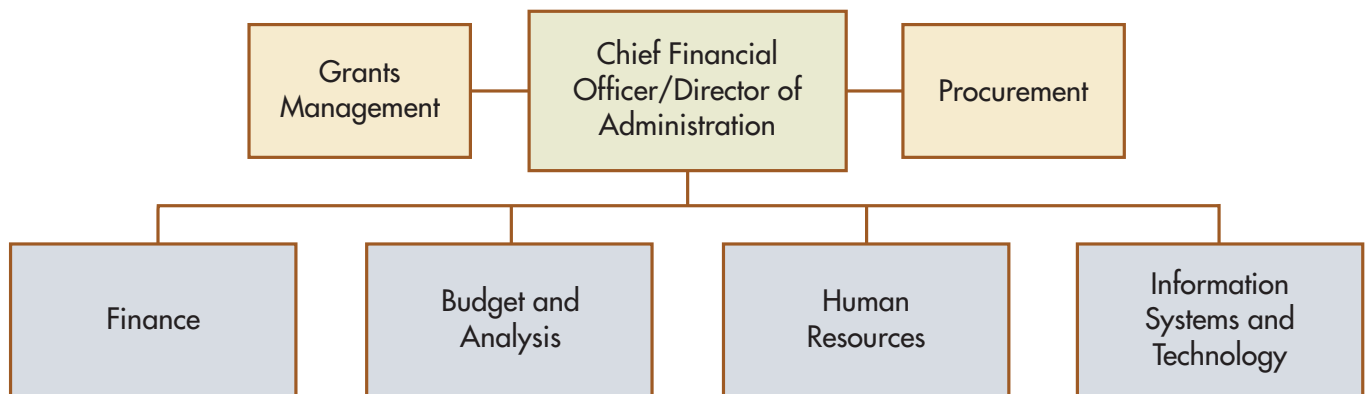 Grants
Management
Chief Financial
Officer/Director of
Administration
Procurement
Finance
Budget and
Analysis
Human
Resources
Information
Systems and
Technology